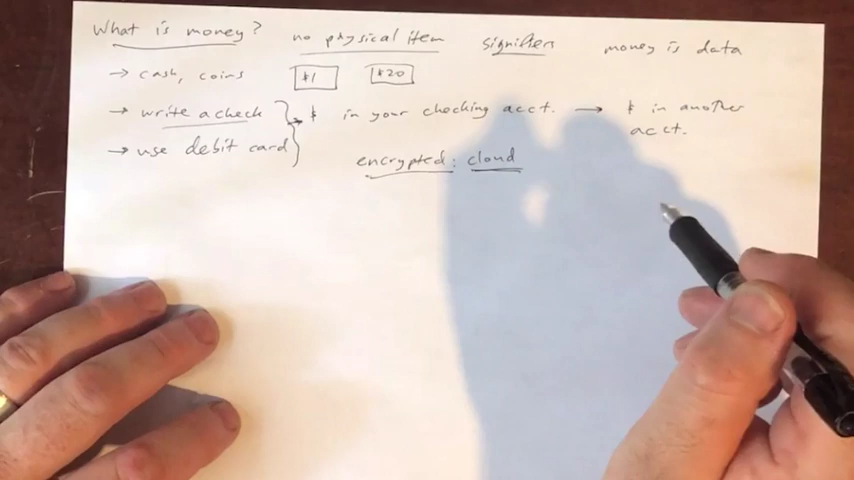 What is money? no physical item signifiers money is data
→ cash, coins $1 $20
→ write a check } → $ in your checking acct. → $ in another acct.
→ use debit card
encrypted: cloud